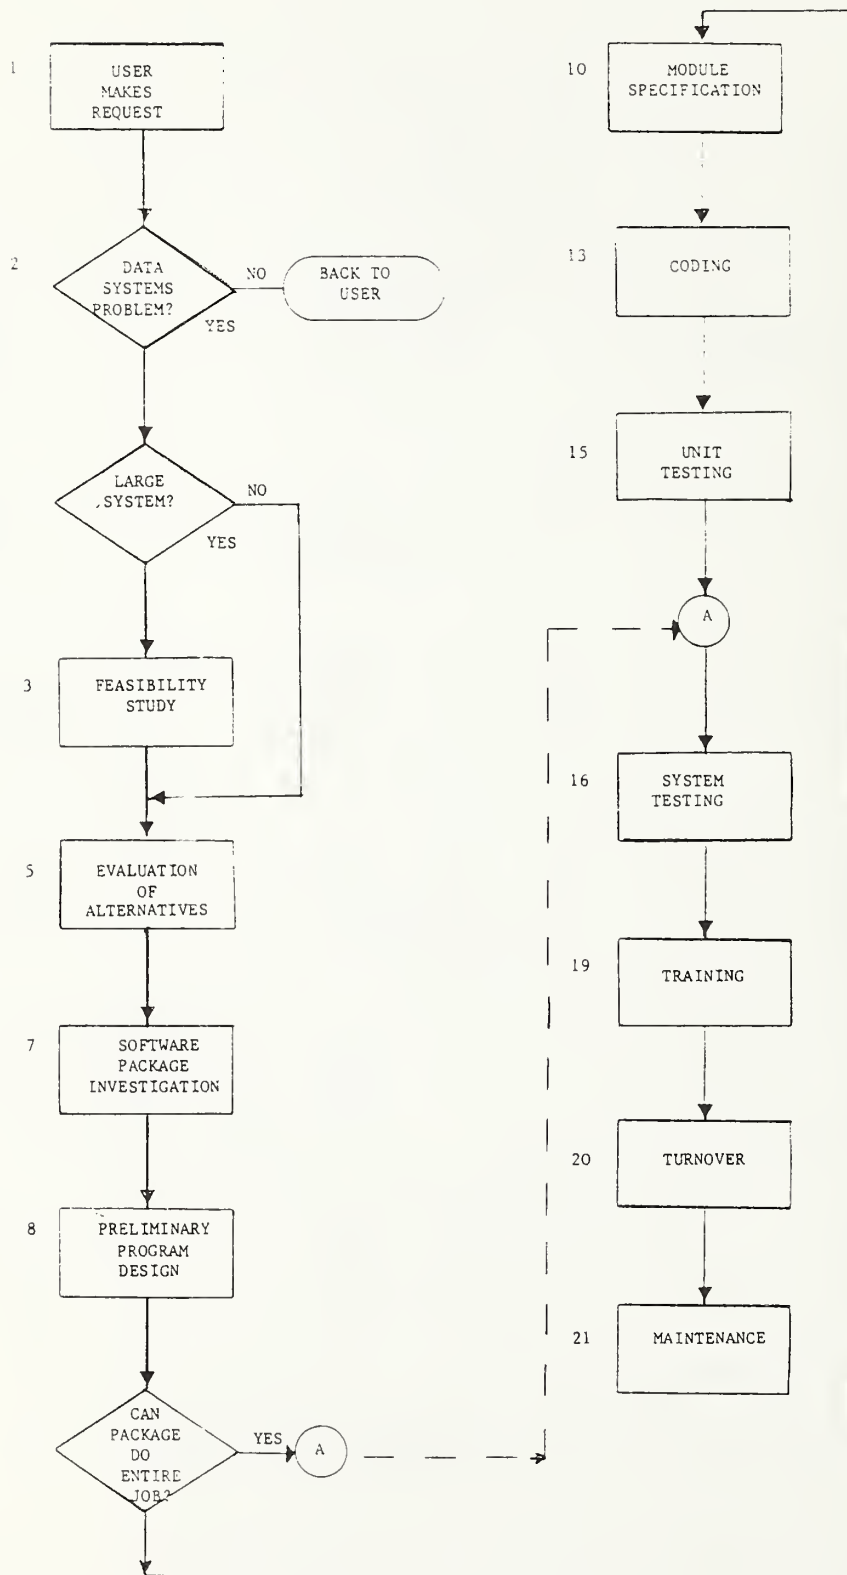 1
USER
MAKES
REQUEST
2
DATA
SYSTEMS
PROBLEM?
NO
BACK TO
USER
YES
LARGE
SYSTEM?
NO
YES
3
FEASIBILITY
STUDY
5
EVALUATION
OF
ALTERNATIVES
7
SOFTWARE
PACKAGE
INVESTIGATION
8
PRELIMINARY
PROGRAM
DESIGN
CAN
PACKAGE
DO
ENTIRE
JOB?
YES
A
10
MODULE
SPECIFICATION
13
CODING
15
UNIT
TESTING
A
16
SYSTEM
TESTING
19
TRAINING
20
TURNOVER
21
MAINTENANCE